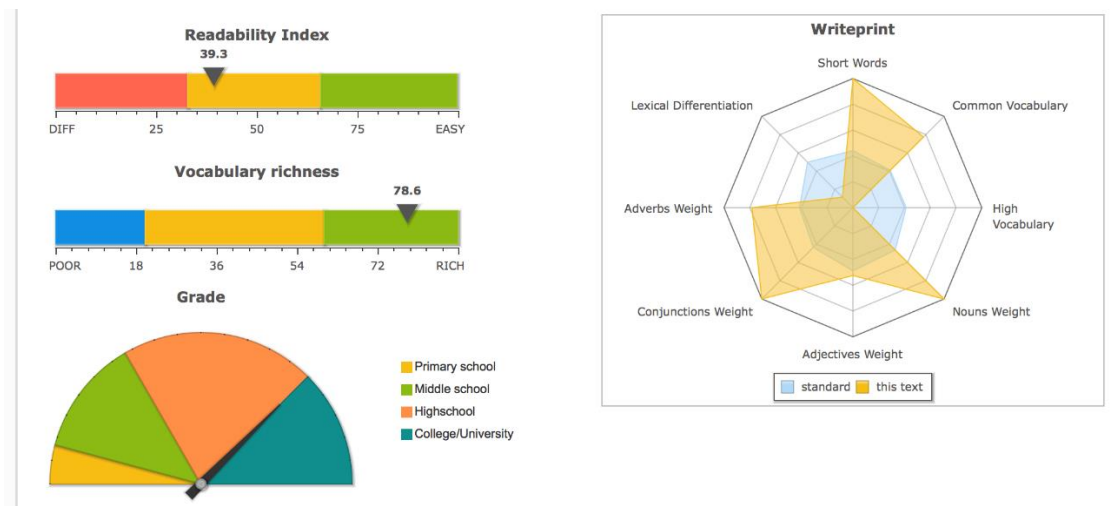 Readability Index
39.3
DIFF 25 50 75 EASY
Vocabulary richness
78.6
POOR 18 36 54 72 RICH
Grade
Primary school
Middle school
Highschool
College/University
Writeprint
Short Words
Lexical Differentiation
Common Vocabulary
Adverbs Weight
High
Vocabulary
Conjunctions Weight
Nouns Weight
Adjectives Weight
standard this text